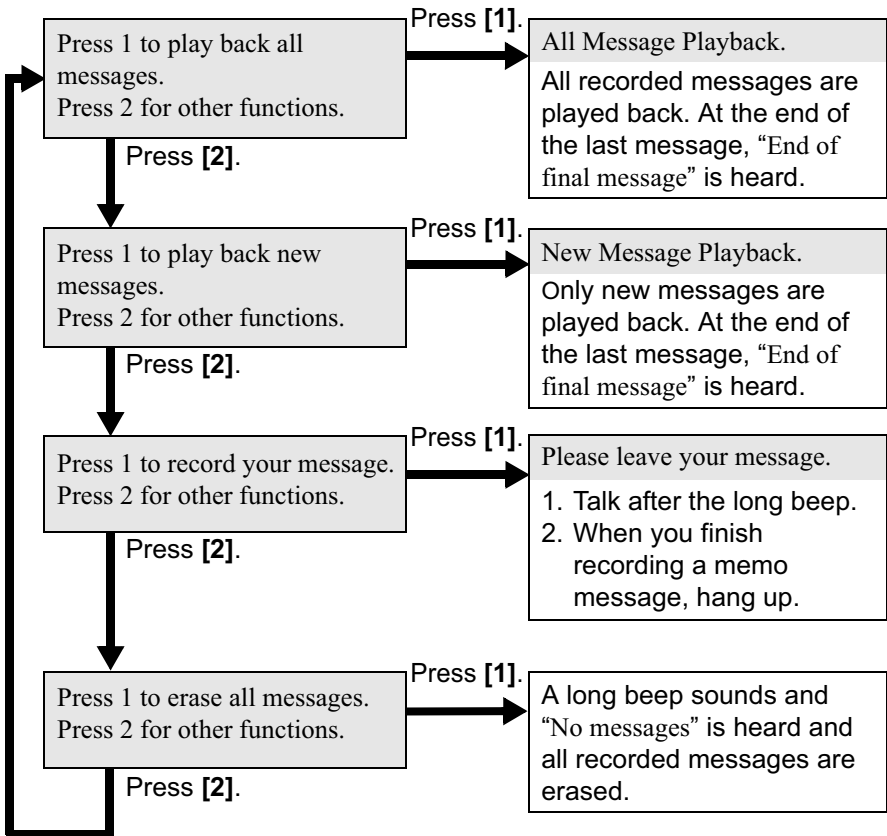 Press 1 to play back all
messages.
Press 2 for other functions.
Press [1].
All Message Playback.
All recorded messages are
played back. At the end of
the last message, “End of
final message” is heard.
Press [2].
Press 1 to play back new
messages.
Press 2 for other functions.
Press [1].
New Message Playback.
Only new messages are
played back. At the end of
the last message, “End of
final message” is heard.
Press [2].
Press 1 to record your message.
Press 2 for other functions.
Press [1].
Please leave your message.
1. Talk after the long beep.
2. When you finish
recording a memo
message, hang up.
Press [2].
Press 1 to erase all messages.
Press 2 for other functions.
Press [1].
A long beep sounds and
“No messages” is heard and
all recorded messages are
erased.
Press [2].